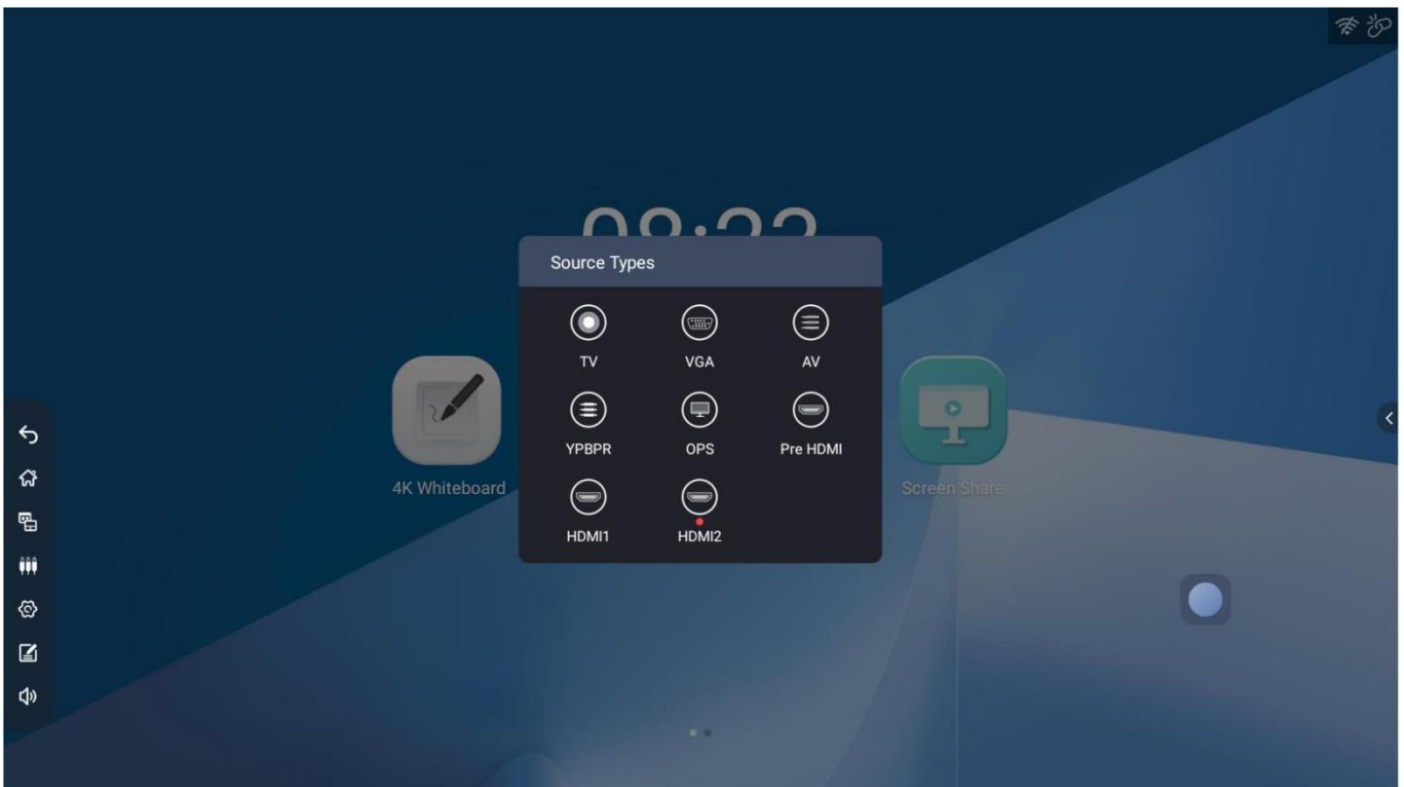 Source Types
TV VGA AV
YPBPR OPS Pre HDMI
HDMI1 HDMI2
4K Whiteboard Screen Share